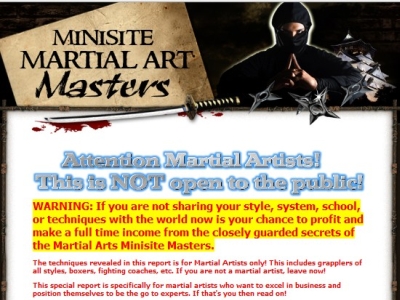 MINISITE
MARTIAL ART
Masters
Attention Martial Artists!
This is NOT open to the public!
WARNING: If you are not sharing your style, system, school,
or techniques with the world now is your chance to profit and
make a full time income from the closely guarded secrets of
the Martial Arts Minisite Masters.
The techniques revealed in this report is for Martial Artists only! This includes grapplers of
all styles, boxers, fighting coaches, etc. If you are not a martial artist, leave now!
This special report is specifically for martial artists who want to excel in business and
position themselves to be the go to experts. If that's you then read on!